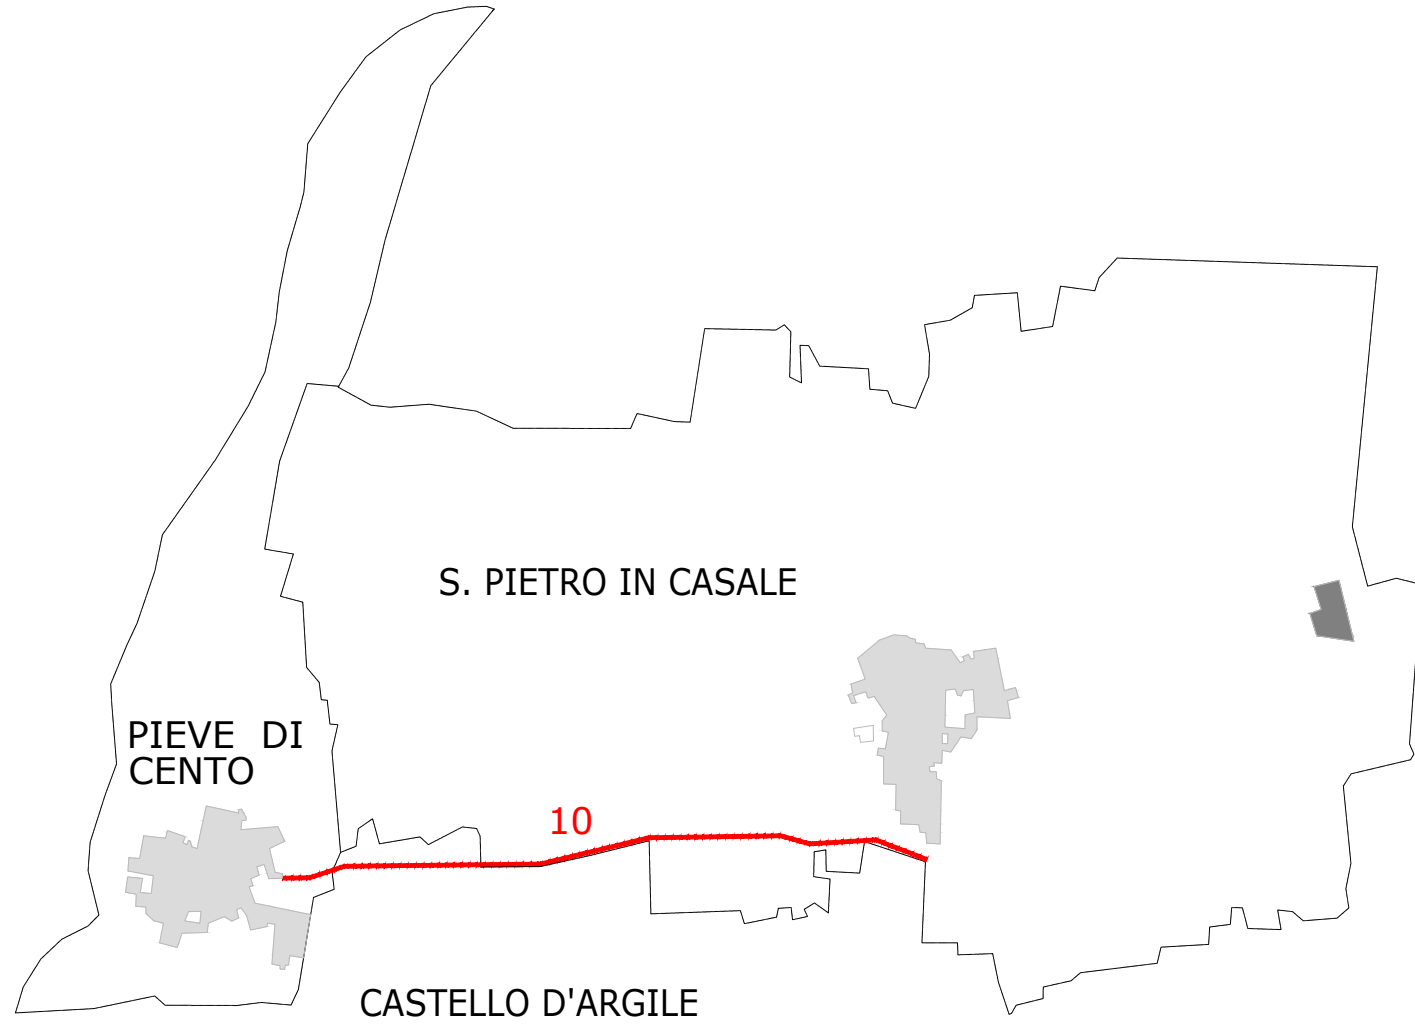 S. PIETRO IN CASALE
PIEVE DI
CENTO
10
CASTELLO D'ARGILE